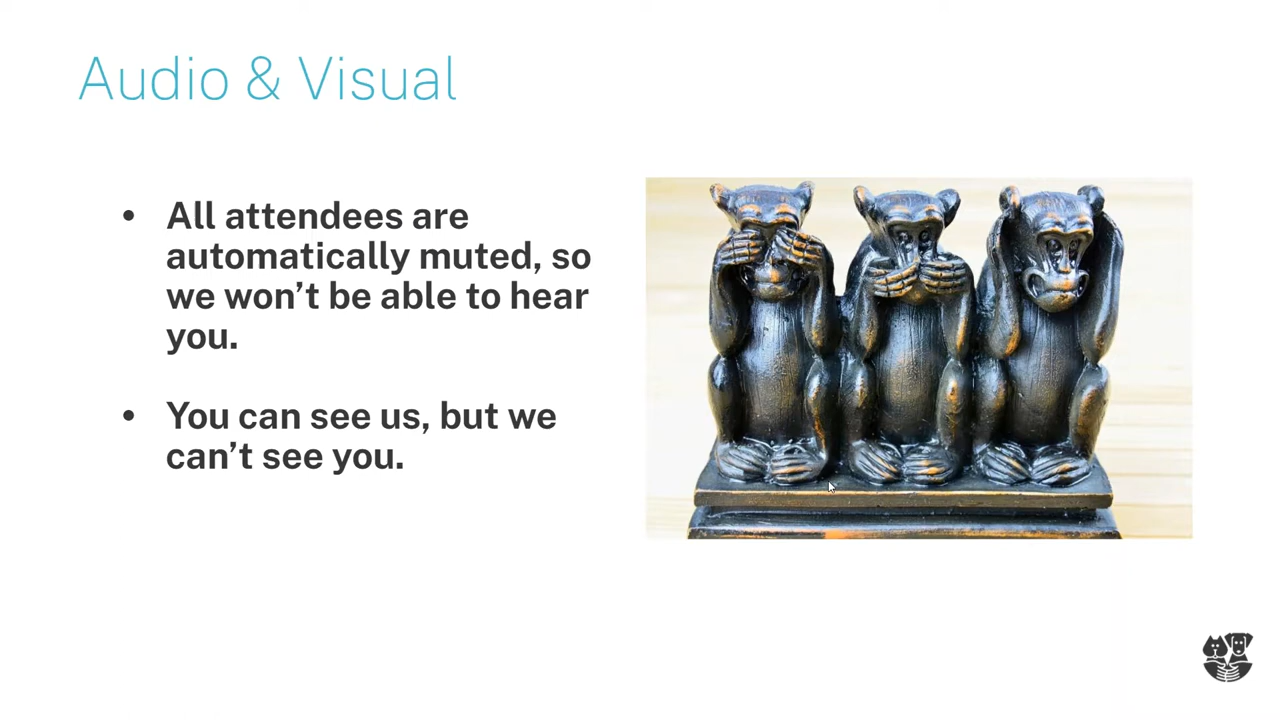 Audio & Visual
• All attendees are
automatically muted, so
we won’t be able to hear
you.
• You can see us, but we
can’t see you.